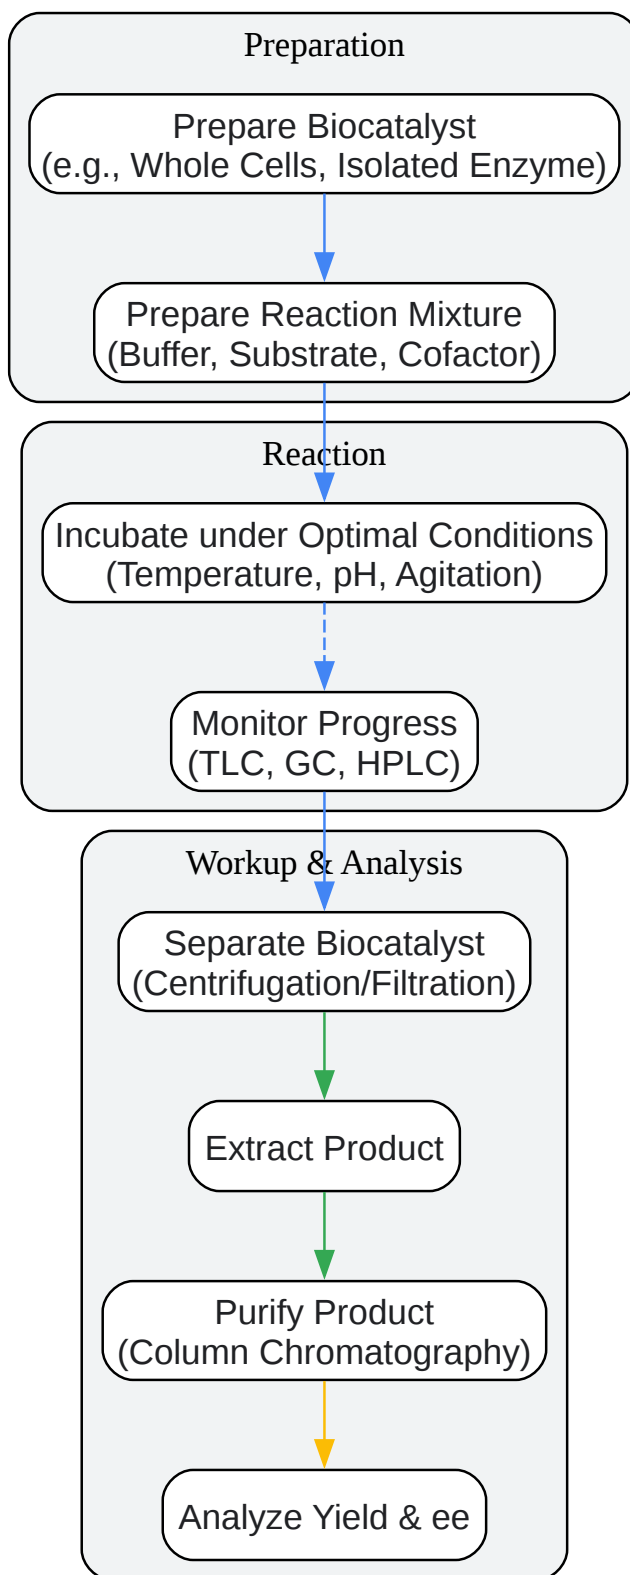 Preparation
Prepare Biocatalyst
(e.g., Whole Cells, Isolated Enzyme)
Prepare Reaction Mixture
(Buffer, Substrate, Cofactor)
Reaction
Incubate under Optimal Conditions
(Temperature, pH, Agitation)
Monitor Progress
(TLC, GC, HPLC)
Workup & Analysis
Separate Biocatalyst
(Centrifugation/Filtration)
Extract Product
Purify Product
(Column Chromatography)
Analyze Yield & ee